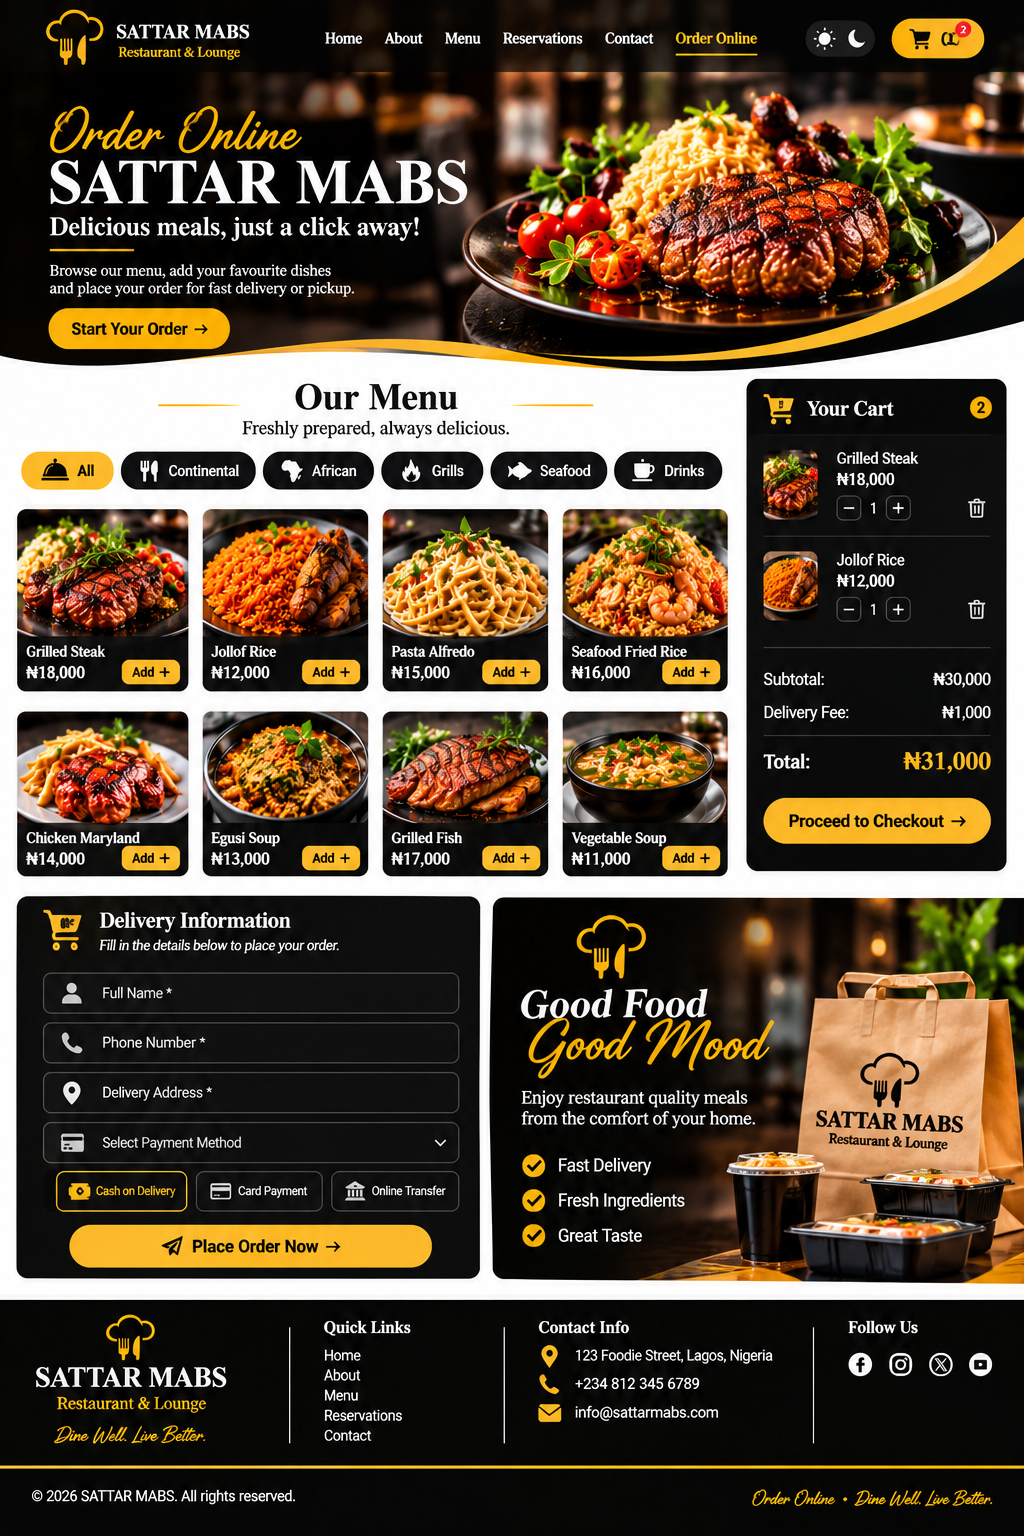 SATTAR MABS
Restaurant & Lounge
Home
About
Menu
Reservations
Contact
Order Online
2
Order Online
SATTAR MABS
Delicious meals, just a click away!
Browse our menu, add your favourite dishes
and place your order for fast delivery or pickup.
Start Your Order →
Our Menu
Freshly prepared, always delicious.
All
Continental
African
Grills
Seafood
Drinks
Grilled Steak
₦18,000
Add +
Jollof Rice
₦12,000
Add +
Pasta Alfredo
₦15,000
Add +
Seafood Fried Rice
₦16,000
Add +
Chicken Maryland
₦14,000
Add +
Egusi Soup
₦13,000
Add +
Grilled Fish
₦17,000
Add +
Vegetable Soup
₦11,000
Add +
Your Cart
2
Grilled Steak
₦18,000
− 1 +
Jollof Rice
₦12,000
− 1 +
Subtotal: ₦30,000
Delivery Fee: ₦1,000
Total: ₦31,000
Proceed to Checkout →
Delivery Information
Fill in the details below to place your order.
Full Name *
Phone Number *
Delivery Address *
Select Payment Method
Cash on Delivery
Card Payment
Online Transfer
Place Order Now →
Good Food
Good Mood
Enjoy restaurant quality meals
from the comfort of your home.
Fast Delivery
Fresh Ingredients
Great Taste
SATTAR MABS
Restaurant & Lounge
SATTAR MABS
Restaurant & Lounge
Dine Well. Live Better.
Quick Links
Home
About
Menu
Reservations
Contact
Contact Info
123 Foodie Street, Lagos, Nigeria
+234 812 345 6789
info@sattarmabs.com
Follow Us
© 2026 SATTAR MABS. All rights reserved.
Order Online • Dine Well. Live Better.